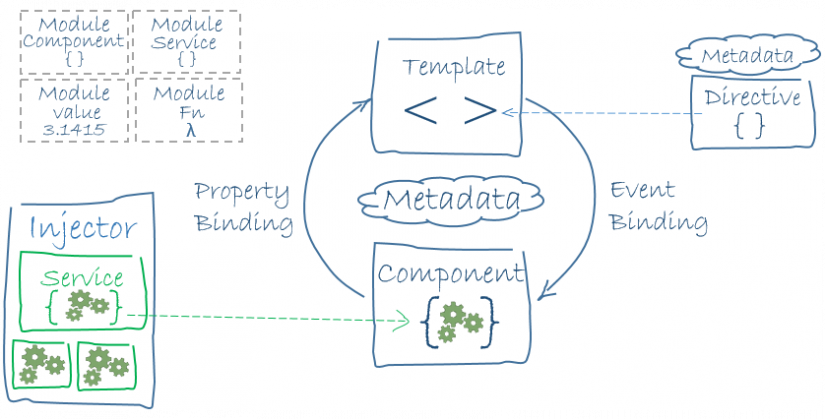 Module
Component
{ }
Module
Service
{ }
Module
value
3.1415
Module
Fn
λ
Template
< >
Metadata
Directive
{ }
Property
Binding
Metadata
Event
Binding
Injector
Service
{ }
Component
{ }